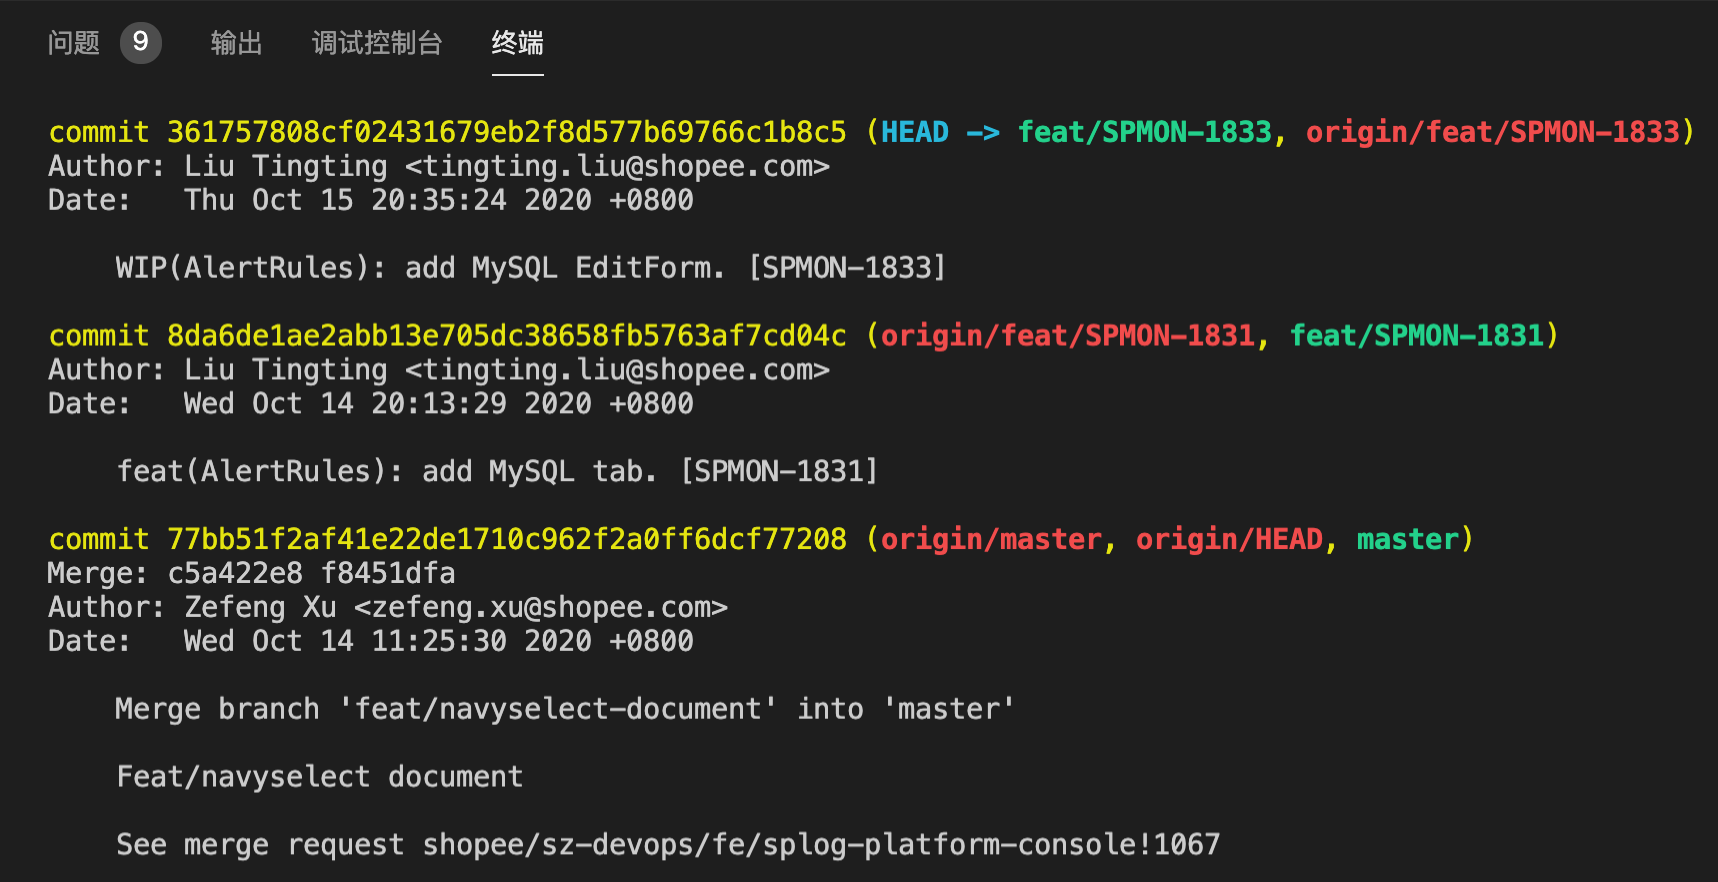 问题 9 输出 调试控制台 终端
commit 361757808cf02431679eb2f8d577b69766c1b8c5 (HEAD -> feat/SPMON-1833, origin/feat/SPMON-1833)
Author: Liu Tingting <tingting.liu@shopee.com>
Date:   Thu Oct 15 20:35:24 2020 +0800
    WIP(AlertRules): add MySQL EditForm. [SPMON-1833]
commit 8da6de1ae2abb13e705dc38658fb5763af7cd04c (origin/feat/SPMON-1831, feat/SPMON-1831)
Author: Liu Tingting <tingting.liu@shopee.com>
Date:   Wed Oct 14 20:13:29 2020 +0800
    feat(AlertRules): add MySQL tab. [SPMON-1831]
commit 77bb51f2af41e22de1710c962f2a0ff6dcf77208 (origin/master, origin/HEAD, master)
Merge: c5a422e8 f8451dfa
Author: Zefeng Xu <zefeng.xu@shopee.com>
Date:   Wed Oct 14 11:25:30 2020 +0800
    Merge branch 'feat/navyselect-document' into 'master'
    Feat/navyselect document
    See merge request shopee/sz-devops/fe/splog-platform-console!1067